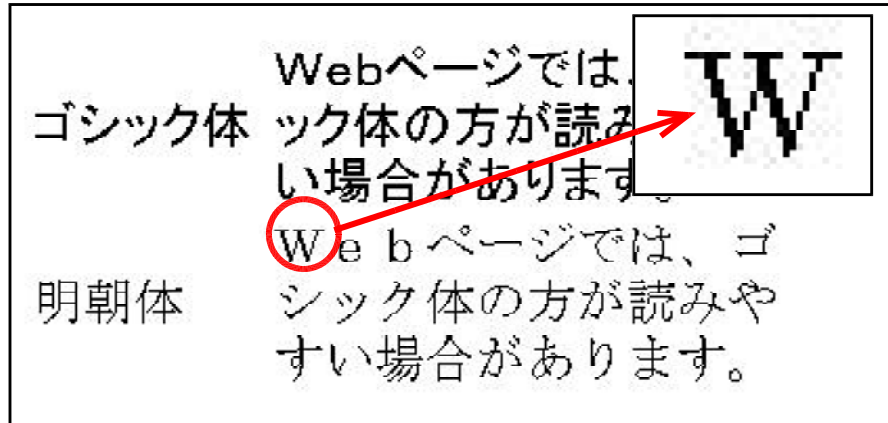 Webページでは、
ゴシック体 ック体の方が読み
い場合があります。
W
Ｗｅｂページでは、ゴ
明朝体 シック体の方が読みや
すい場合があります。